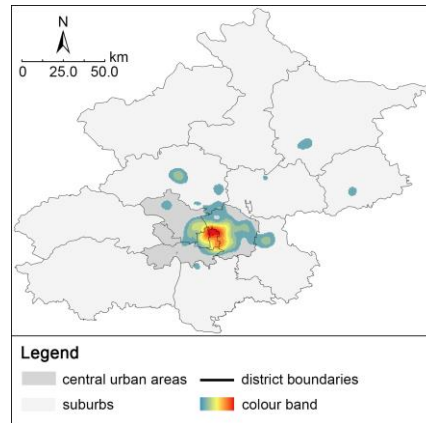 N
km
0 25.0 50.0
Legend
central urban areas
district boundaries
suburbs
colour band